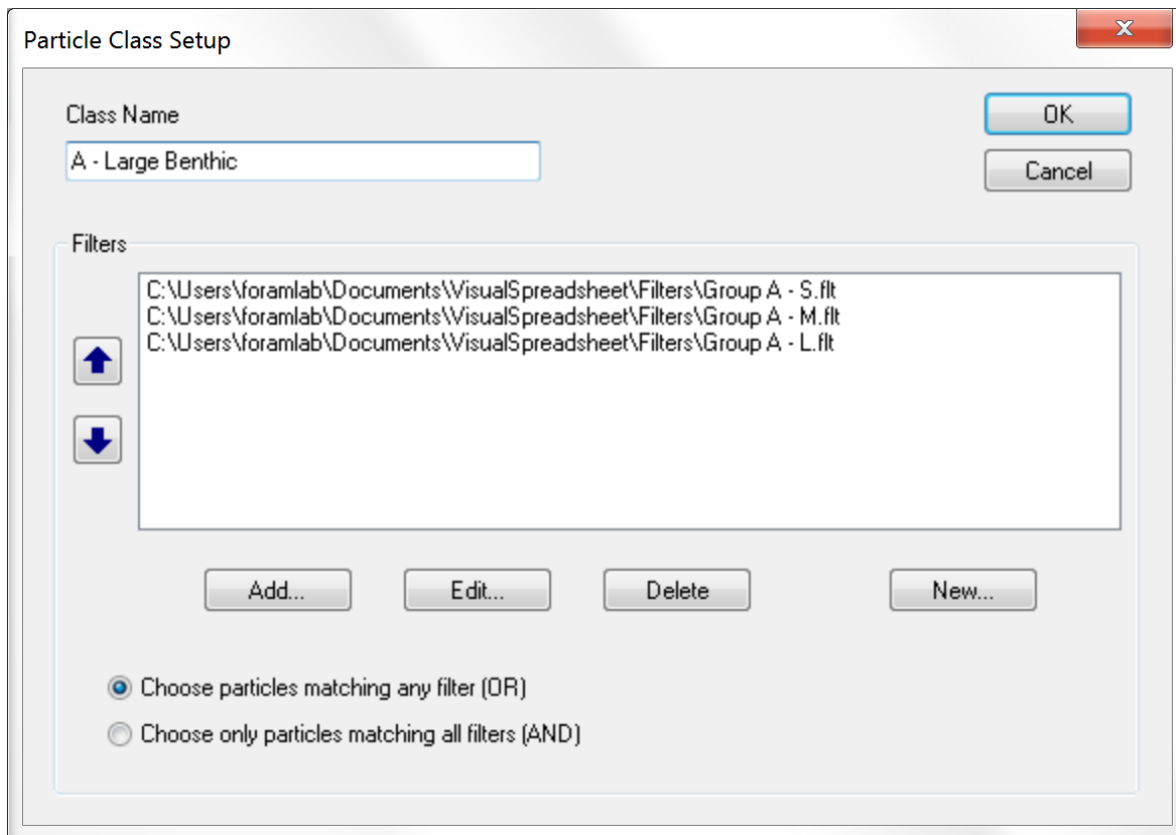 Particle Class Setup
Class Name
OK
A - Large Benthic
Cancel
Filters
C:\Users\foramlab\Documents\VisualSpreadsheet\Filters\Group A - S.flt
C:\Users\foramlab\Documents\VisualSpreadsheet\Filters\Group A - M.flt
C:\Users\foramlab\Documents\VisualSpreadsheet\Filters\Group A - L.flt
Add... Edit... Delete New...
Choose particles matching any filter (OR)
Choose only particles matching all filters (AND)